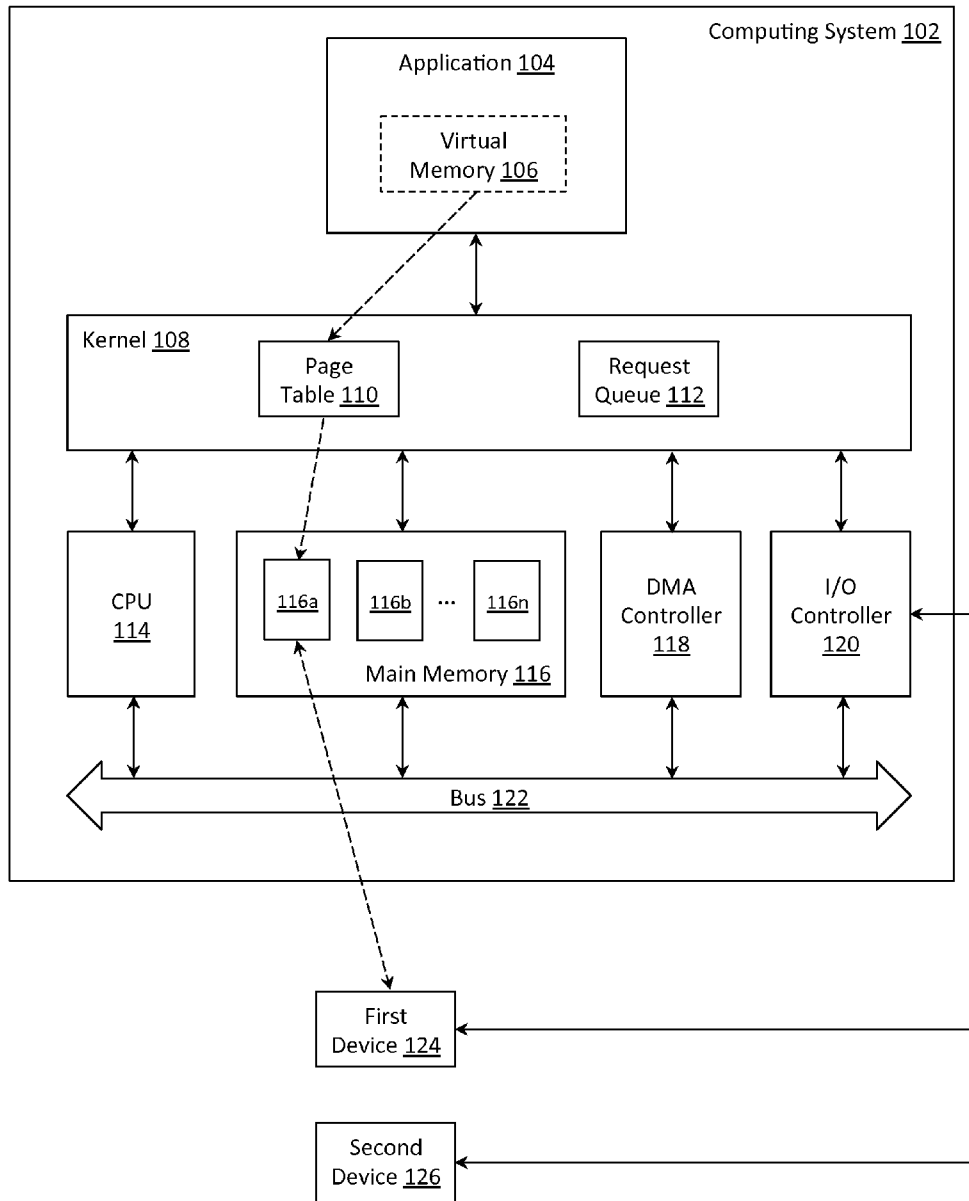 Computing System 102
Application 104
Virtual
Memory 106
Kernel 108
Page
Table 110
Request
Queue 112
CPU
114
116a
116b
...
116n
Main Memory 116
DMA
Controller
118
I/O
Controller
120
Bus 122
First
Device 124
Second
Device 126